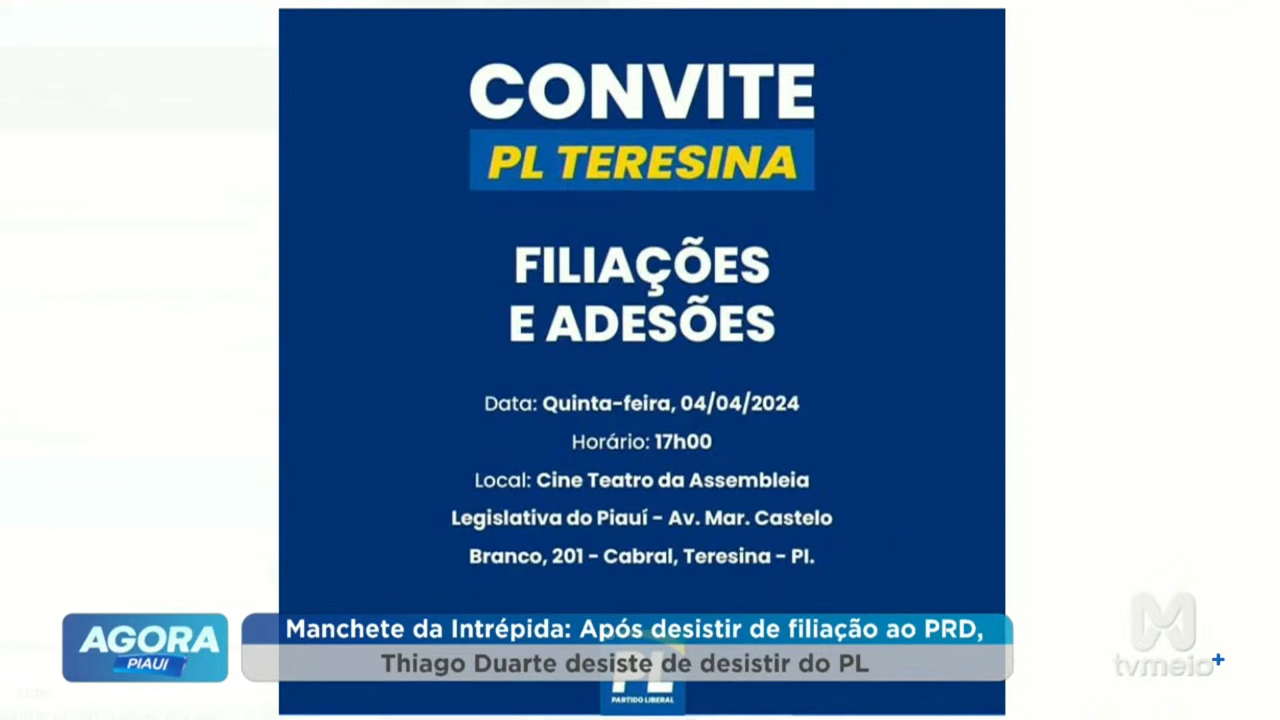 CONVITE
PL TERESINA
FILIAÇÕES
E ADESÕES
Data: Quinta-feira, 04/04/2024
Horário: 17h00
Local: Cine Teatro da Assembleia
Legislativa do Piauí - Av. Mar. Castelo
Branco, 201 - Cabral, Teresina - PI.
AGORA
PIAUÍ
Manchete da Intrépida: Após desistir de filiação ao PRD,
Thiago Duarte desiste de desistir do PL
PL
PARTIDO LIBERAL
M
tvmeio+